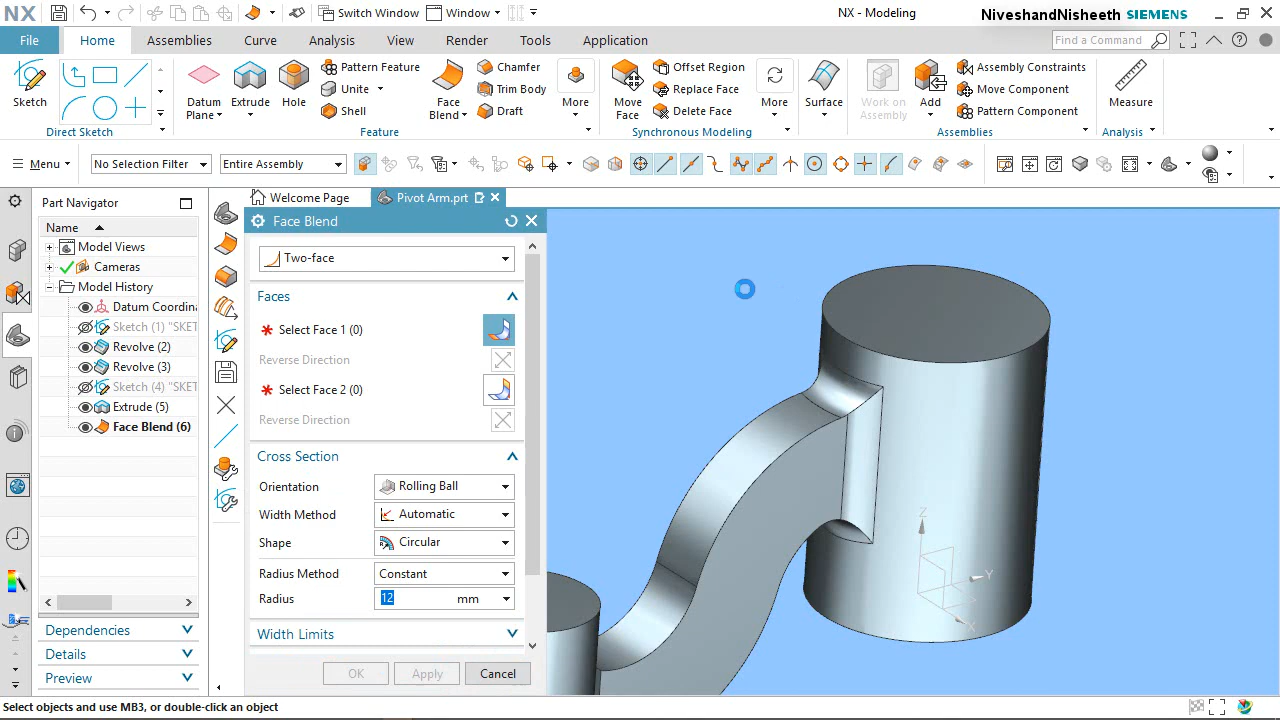 NX
Switch Window
Window
NX - Modeling
NiveshandNisheeth SIEMENS
File
Home
Assemblies
Curve
Analysis
View
Render
Tools
Application
Find a Command
Sketch
Direct Sketch
Datum Plane
Extrude
Hole
Pattern Feature
Unite
Shell
Face Blend
Chamfer
Trim Body
Draft
More
Feature
Move Face
Offset Region
Replace Face
Delete Face
More
Synchronous Modeling
Surface
Work on Assembly
Add
Assembly Constraints
Move Component
Pattern Component
Assemblies
Measure
Analysis
Menu
No Selection Filter
Entire Assembly
Part Navigator
Name
Model Views
Cameras
Model History
Datum Coordina
Sketch (1) "SKET
Revolve (2)
Revolve (3)
Sketch (4) "SKET
Extrude (5)
Face Blend (6)
Dependencies
Details
Preview
Welcome Page
Pivot Arm.prt
Face Blend
Two-face
Faces
* Select Face 1 (0)
Reverse Direction
* Select Face 2 (0)
Reverse Direction
Cross Section
Orientation
Rolling Ball
Width Method
Automatic
Shape
Circular
Radius Method
Constant
Radius
12 mm
Width Limits
OK
Apply
Cancel
Z
Y
X
Select objects and use MB3, or double-click an object